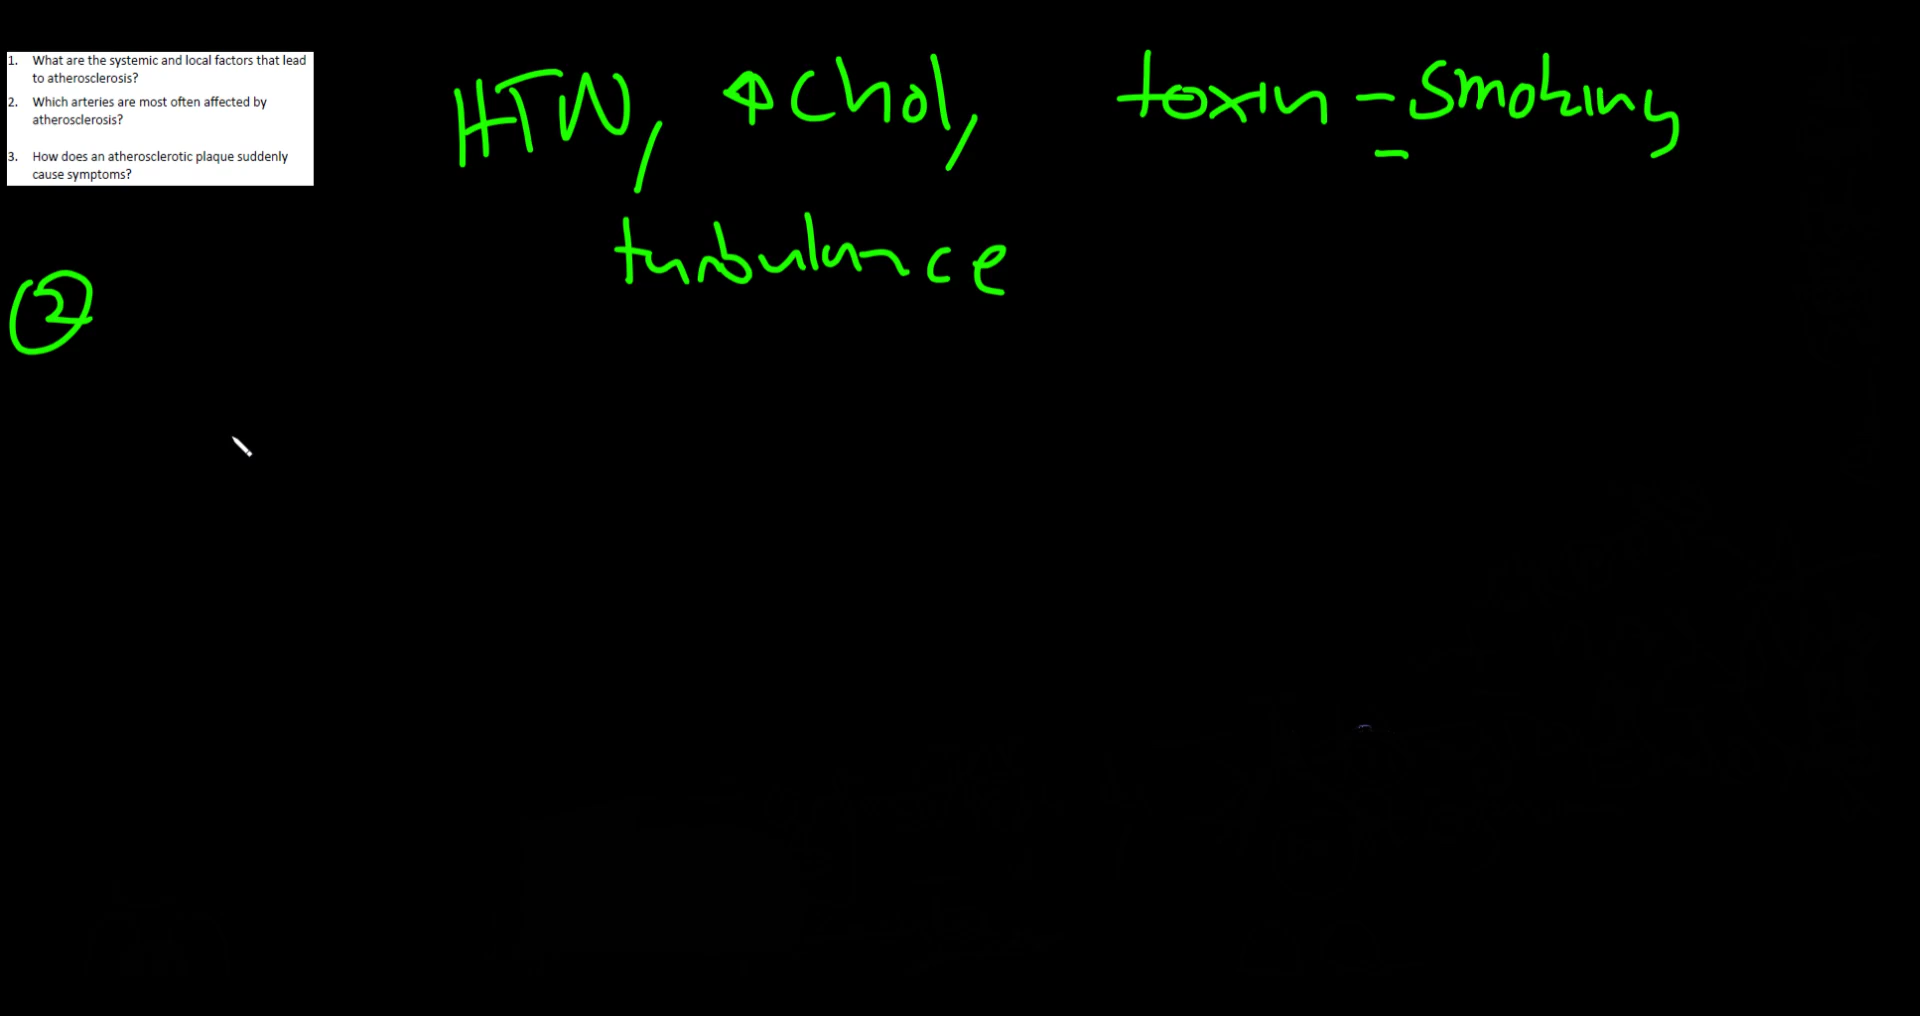 1. What are the systemic and local factors that lead
to atherosclerosis?
2. Which arteries are most often affected by
atherosclerosis?
3. How does an atherosclerotic plaque suddenly
cause symptoms?
HTN, ↑ Chol, toxin - Smoking
turbulance
2